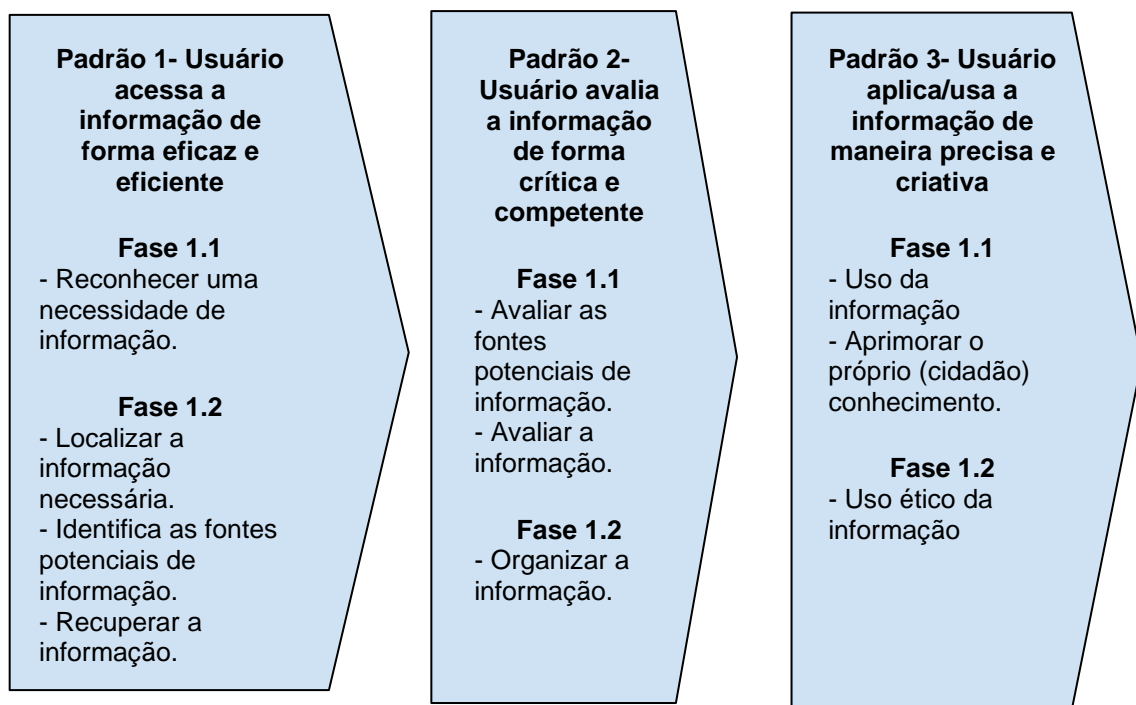 Padrão 1- Usuário
acessa a
informação de
forma eficaz e
eficiente
Fase 1.1
- Reconhecer uma
necessidade de
informação.
Fase 1.2
- Localizar a
informação
necessária.
- Identifica as fontes
potenciais de
informação.
- Recuperar a
informação.
Padrão 2-
Usuário avalia
a informação
de forma
crítica e
competente
Fase 1.1
- Avaliar as
fontes
potenciais de
informação.
- Avaliar a
informação.
Fase 1.2
- Organizar a
informação.
Padrão 3- Usuário
aplica/usa a
informação de
maneira precisa e
criativa
Fase 1.1
- Uso da
informação
- Aprimorar o
próprio (cidadão)
conhecimento.
Fase 1.2
- Uso ético da
informação